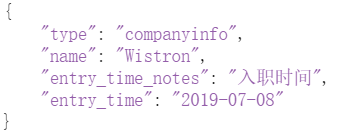 {
"type": "companyinfo",
"name": "Wistron",
"entry_time_notes": "入职时间",
"entry_time": "2019-07-08"
}